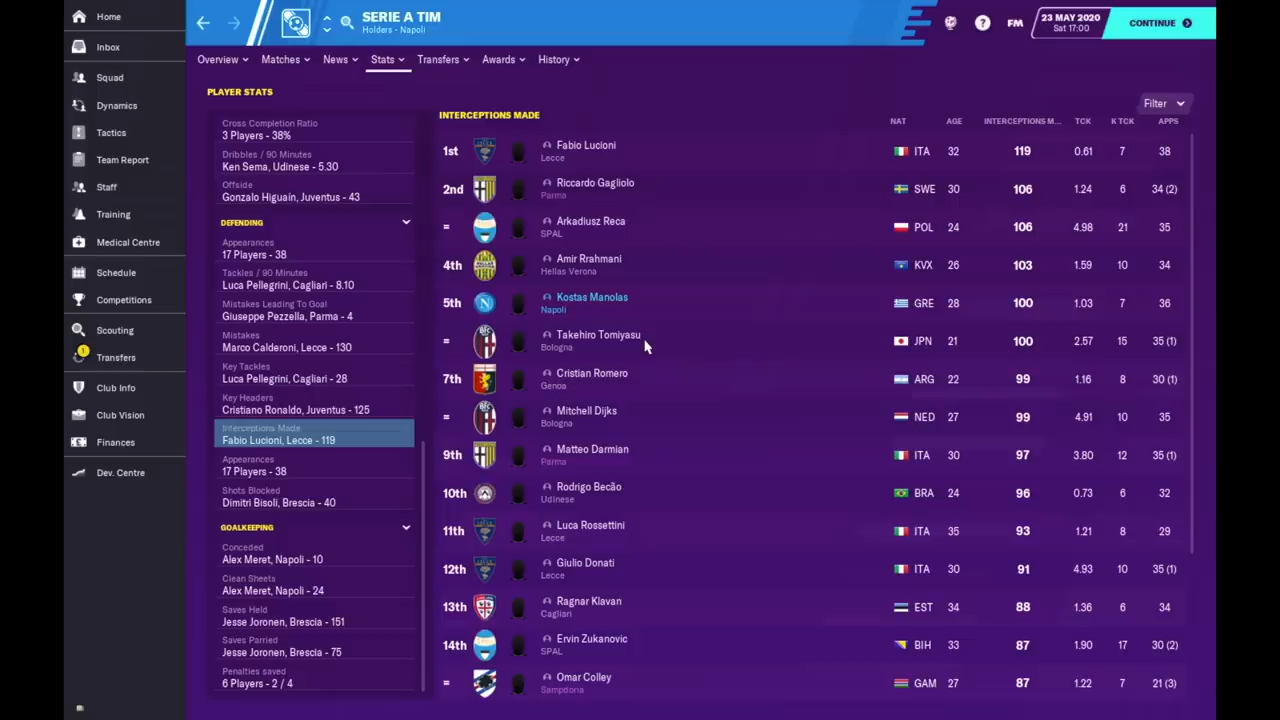 Home
Inbox
Squad
Dynamics
Tactics
Team Report
Staff
Training
Medical Centre
Schedule
Competitions
Scouting
1
Transfers
Club Info
Club Vision
Finances
Dev. Centre
SERIE A TIM
Holders - Napoli
? FM
23 MAY 2020
Sat 17:00
CONTINUE
Overview Matches News Stats Transfers Awards History
PLAYER STATS
Filter
Cross Completion Ratio
3 Players - 38%
Dribbles / 90 Minutes
Ken Sema, Udinese - 5.30
Offside
Gonzalo Higuaín, Juventus - 43
DEFENDING
Appearances
17 Players - 38
Tackles / 90 Minutes
Luca Pellegrini, Cagliari - 8.10
Mistakes Leading To Goal
Giuseppe Pezzella, Parma - 4
Mistakes
Marco Calderoni, Lecce - 130
Key Tackles
Luca Pellegrini, Cagliari - 28
Key Headers
Cristiano Ronaldo, Juventus - 125
Interceptions Made
Fabio Lucioni, Lecce - 119
Appearances
17 Players - 38
Shots Blocked
Dimitri Bisoli, Brescia - 40
GOALKEEPING
Conceded
Alex Meret, Napoli - 10
Clean Sheets
Alex Meret, Napoli - 24
Saves Held
Jesse Joronen, Brescia - 151
Saves Parried
Jesse Joronen, Brescia - 75
Penalties saved
6 Players - 2 / 4
INTERCEPTIONS MADE NAT AGE INTERCEPTIONS M... TCK K TCK APPS
1st Fabio Lucioni ITA 32 119 0.61 7 38
Lecce
2nd Riccardo Gagliolo SWE 30 106 1.24 6 34 (2)
Parma
= Arkadiusz Reca POL 24 106 4.98 21 35
SPAL
4th Amir Rrahmani KVX 26 103 1.59 10 34
Hellas Verona
5th Kostas Manolas GRE 28 100 1.03 7 36
Napoli
= Takehiro Tomiyasu JPN 21 100 2.57 15 35 (1)
Bologna
7th Cristian Romero ARG 22 99 1.16 8 30 (1)
Genoa
= Mitchell Dijks NED 27 99 4.91 10 35
Bologna
9th Matteo Darmian ITA 30 97 3.80 12 35 (1)
Parma
10th Rodrigo Becão BRA 24 96 0.73 6 32
Udinese
11th Luca Rossettini ITA 35 93 1.21 8 29
Lecce
12th Giulio Donati ITA 30 91 4.93 10 35 (1)
Lecce
13th Ragnar Klavan EST 34 88 1.36 6 34
Cagliari
14th Ervin Zukanovic BIH 33 87 1.90 17 30 (2)
SPAL
= Omar Colley GAM 27 87 1.22 7 21 (3)
Sampdoria